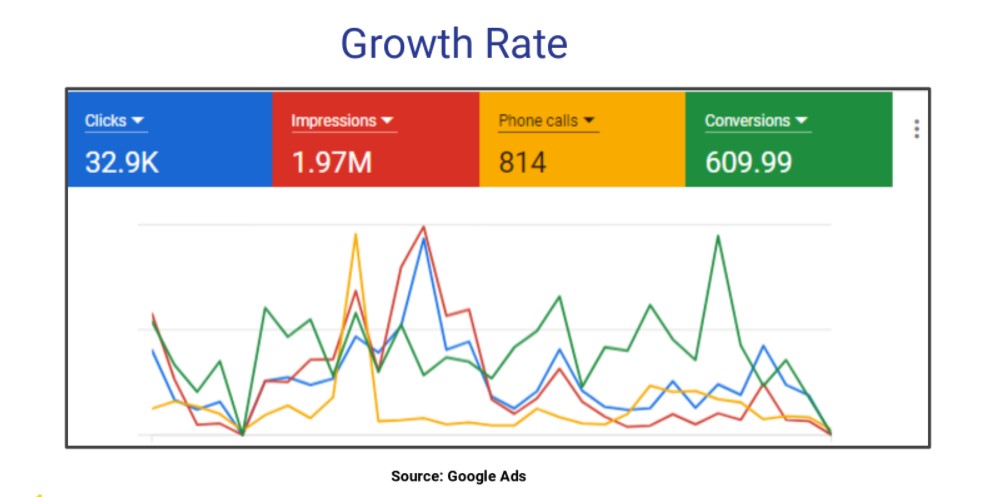 Growth Rate
Clicks Impressions Phone calls Conversions
32.9K 1.97M 814 609.99
Source: Google Ads